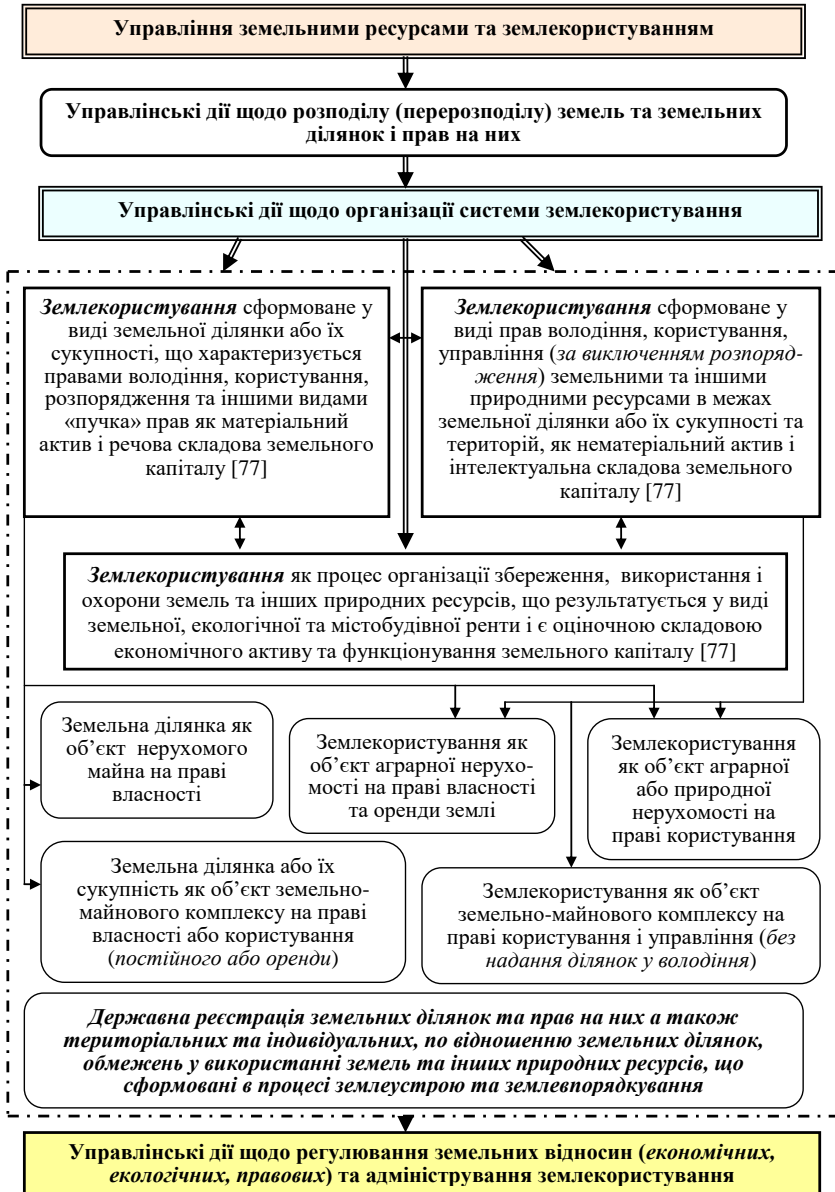 Управління земельними ресурсами та землекористуванням
Управлінські дії щодо розподілу (перерозподілу) земель та земельних
ділянок і прав на них
Управлінські дії щодо організації системи землекористування
Землекористування сформоване у
виді земельної ділянки або їх
сукупності, що характеризується
правами володіння, користування,
розпорядження та іншими видами
«пучка» прав як матеріальний
актив і речова складова земельного
капіталу [77]
Землекористування сформоване у
виді прав володіння, користування,
управління (за виключенням розпоряд-
ження) земельними та іншими
природними ресурсами в межах
земельної ділянки або їх сукупності та
територій, як нематеріальний актив і
інтелектуальна складова земельного
капіталу [77]
Землекористування як процес організації збереження, використання і
охорони земель та інших природних ресурсів, що результатується у виді
земельної, екологічної та містобудівної ренти і є оціночною складовою
економічного активу та функціонування земельного капіталу [77]
Земельна ділянка як
об’єкт нерухомого
майна на праві
власності
Землекористування як
об’єкт аграрної нерухо-
мості на праві власності
та оренди землі
Землекористування
як об’єкт аграрної
або природної
нерухомості на
праві користування
Земельна ділянка або їх
сукупність як об’єкт земельно-
майнового комплексу на праві
власності або користування
(постійного або оренди)
Землекористування як об’єкт
земельно-майнового комплексу на
праві користування і управління (без
надання ділянок у володіння)
Державна реєстрація земельних ділянок та прав на них а також
територіальних та індивідуальних, по відношенню земельних ділянок,
обмежень у використанні земель та інших природних ресурсів, що
сформовані в процесі землеустрою та землевпорядкування
Управлінські дії щодо регулювання земельних відносин (економічних,
екологічних, правових) та адміністрування землекористування